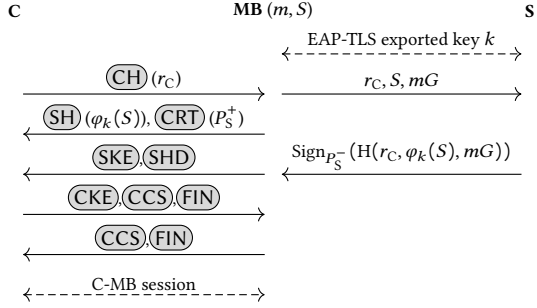 C MB (m, S) S
EAP-TLS exported key k
CH (r_C) r_C, S, mG
SH (φ_k(S)), CRT (P_S^+)
SKE, SHD Sign_{P_S^-}(H(r_C, φ_k(S), mG))
CKE, CCS, FIN
CCS, FIN
C-MB session